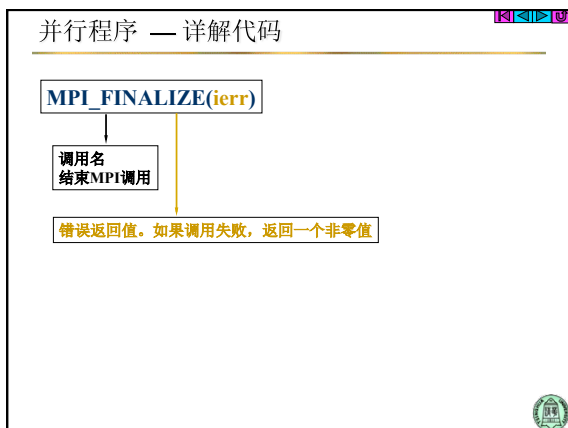 并行程序 — 详解代码
MPI_FINALIZE(ierr)
调用名
结束MPI调用
错误返回值。如果调用失败，返回一个非零值